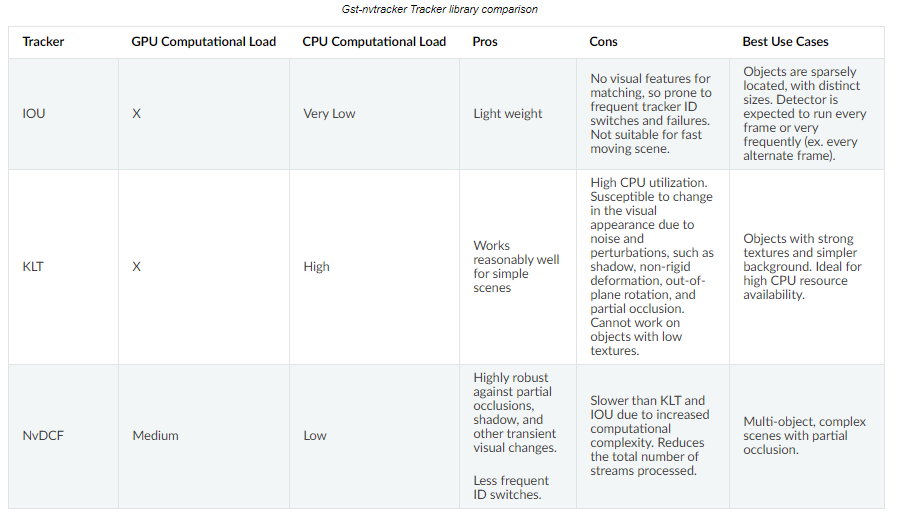 Gst-nvtracker Tracker library comparison
Tracker
GPU Computational Load
CPU Computational Load
Pros
Cons
Best Use Cases
IOU
X
Very Low
Light weight
No visual features for
matching, so prone to
frequent tracker ID
switches and failures.
Not suitable for fast
moving scene.
Objects are sparsely
located, with distinct
sizes. Detector is
expected to run every
frame or very
frequently (ex. every
alternate frame).
KLT
X
High
Works
reasonably well
for simple
scenes
High CPU utilization.
Susceptible to change
in the visual
appearance due to
noise and
perturbations, such as
shadow, non-rigid
deformation, out-of-
plane rotation, and
partial occlusion.
Cannot work on
objects with low
textures.
Objects with strong
textures and simpler
background. Ideal for
high CPU resource
availability.
NvDCF
Medium
Low
Highly robust
against partial
occlusions,
shadow, and
other transient
visual changes.
Less frequent
ID switches.
Slower than KLT and
IOU due to increased
computational
complexity. Reduces
the total number of
streams processed.
Multi-object, complex
scenes with partial
occlusion.